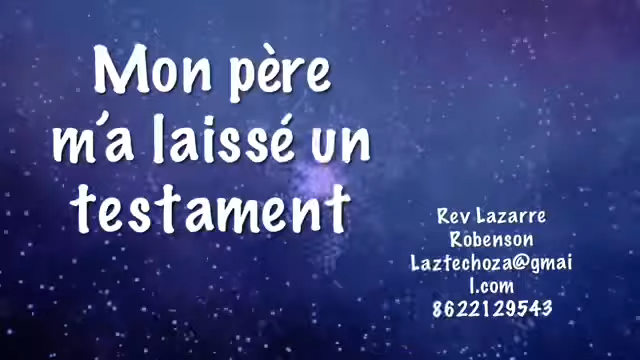 Mon père
m'a laissé un
testament
Rev Lazarre
Robenson
Laztechoza@gmai
l.com
8622129543